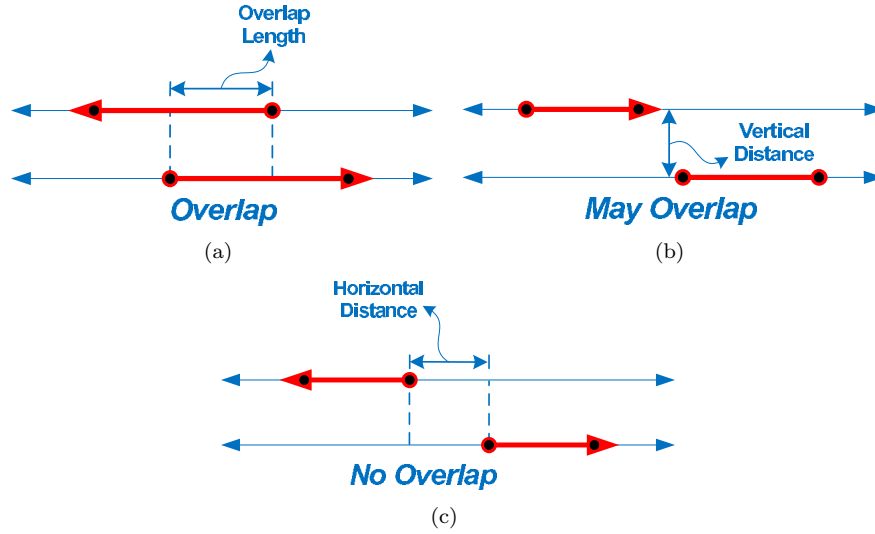 Overlap
Length
Overlap
(a)
Vertical
Distance
May Overlap
(b)
Horizontal
Distance
No Overlap
(c)